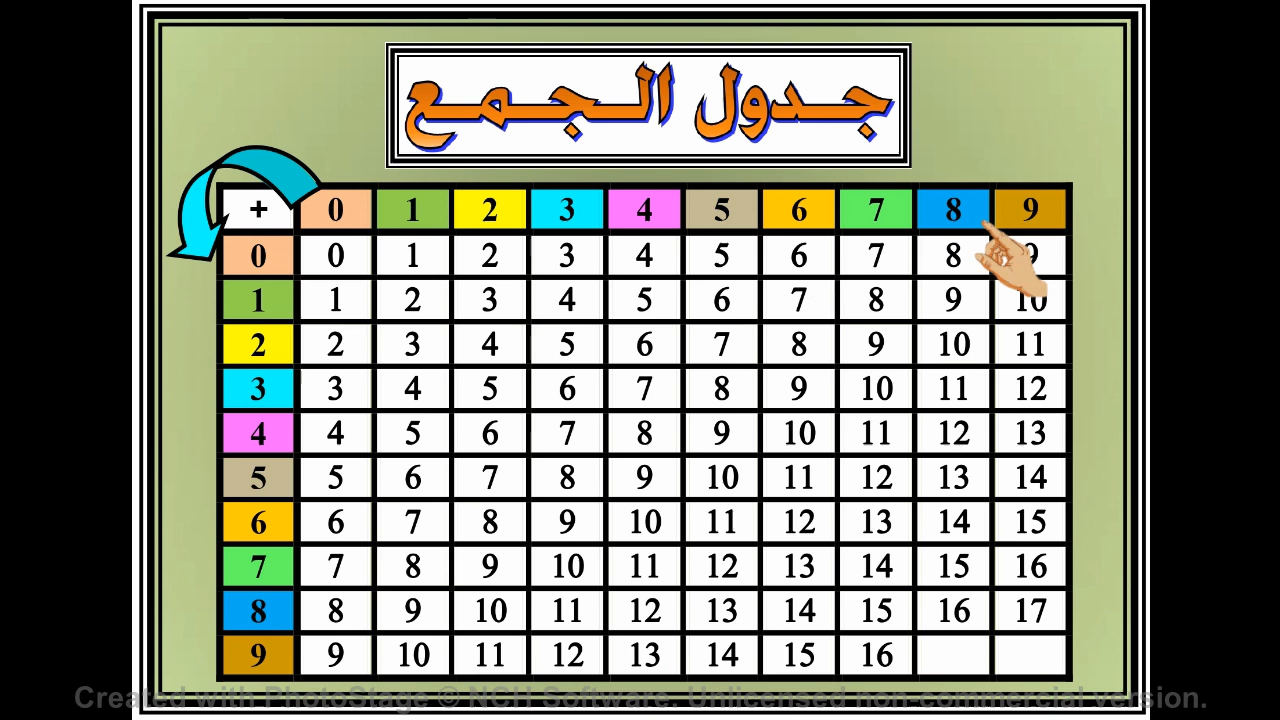 جدول الجمع
+ 0 1 2 3 4 5 6 7 8 9
0 0 1 2 3 4 5 6 7 8 9
1 1 2 3 4 5 6 7 8 9 10
2 2 3 4 5 6 7 8 9 10 11
3 3 4 5 6 7 8 9 10 11 12
4 4 5 6 7 8 9 10 11 12 13
5 5 6 7 8 9 10 11 12 13 14
6 6 7 8 9 10 11 12 13 14 15
7 7 8 9 10 11 12 13 14 15 16
8 8 9 10 11 12 13 14 15 16 17
9 9 10 11 12 13 14 15 16
Created with PhotoStage © NCH Software. Unlicensed non-commercial version.